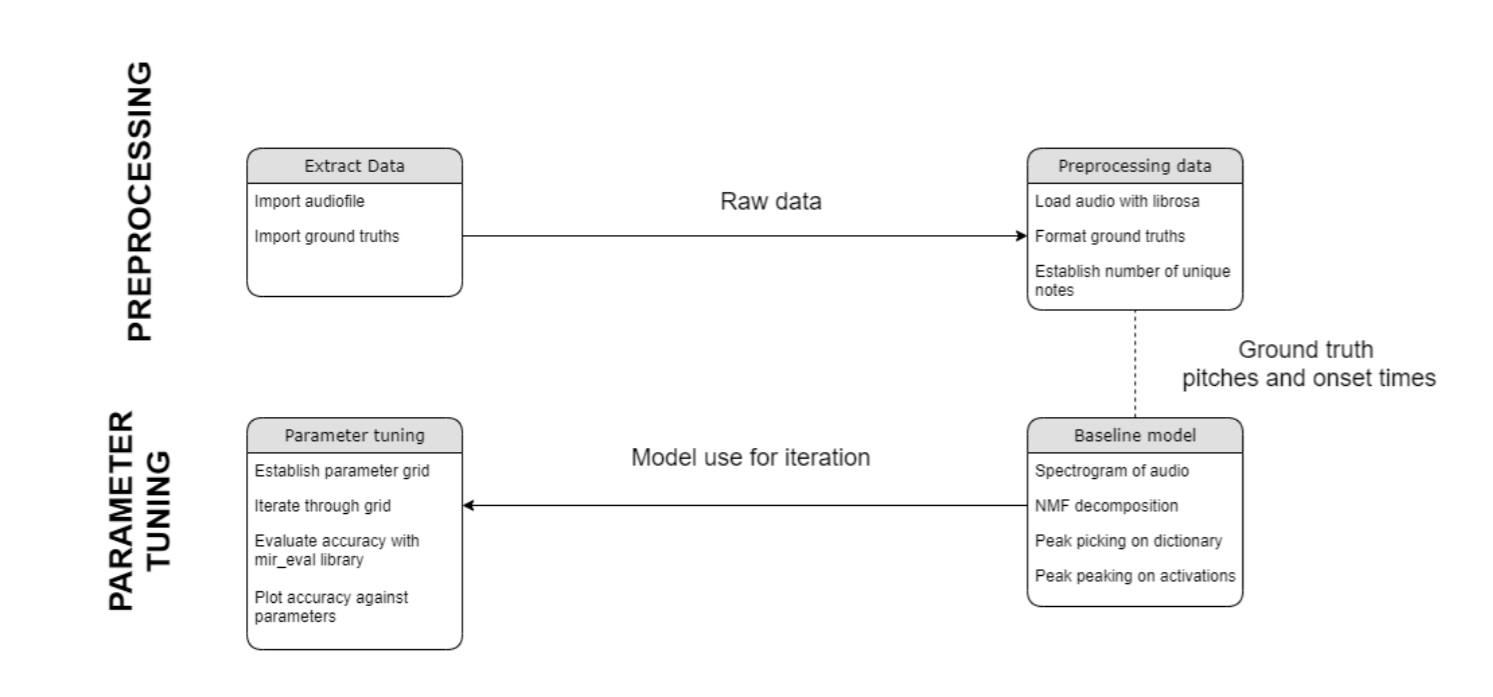 PREPROCESSING
Extract Data
Import audiofile
Import ground truths
Raw data
Preprocessing data
Load audio with librosa
Format ground truths
Establish number of unique
notes
Ground truth
pitches and onset times
PARAMETER
TUNING
Parameter tuning
Establish parameter grid
Iterate through grid
Evaluate accuracy with
mir_eval library
Plot accuracy against
parameters
Model use for iteration
Baseline model
Spectrogram of audio
NMF decomposition
Peak picking on dictionary
Peak peaking on activations